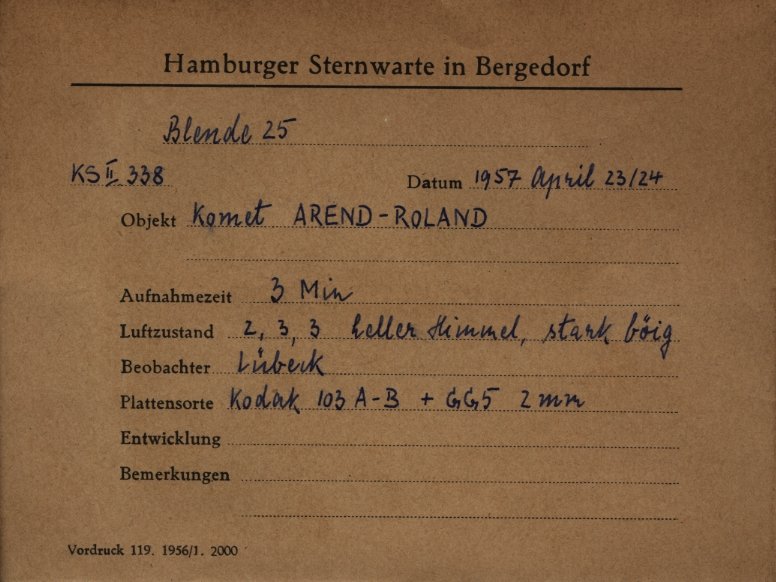 Hamburger Sternwarte in Bergedorf
Blende 25
KS II 338 Datum 1957 April 23/24
Objekt Komet AREND-ROLAND
Aufnahmezeit 3 Min
Luftzustand 2, 3, 3 heller Himmel, stark böig
Beobachter Lübeck
Plattensorte Kodak 103 A-B + GG5 2 mm
Entwicklung
Bemerkungen
Vordruck 119. 1956/1. 2000